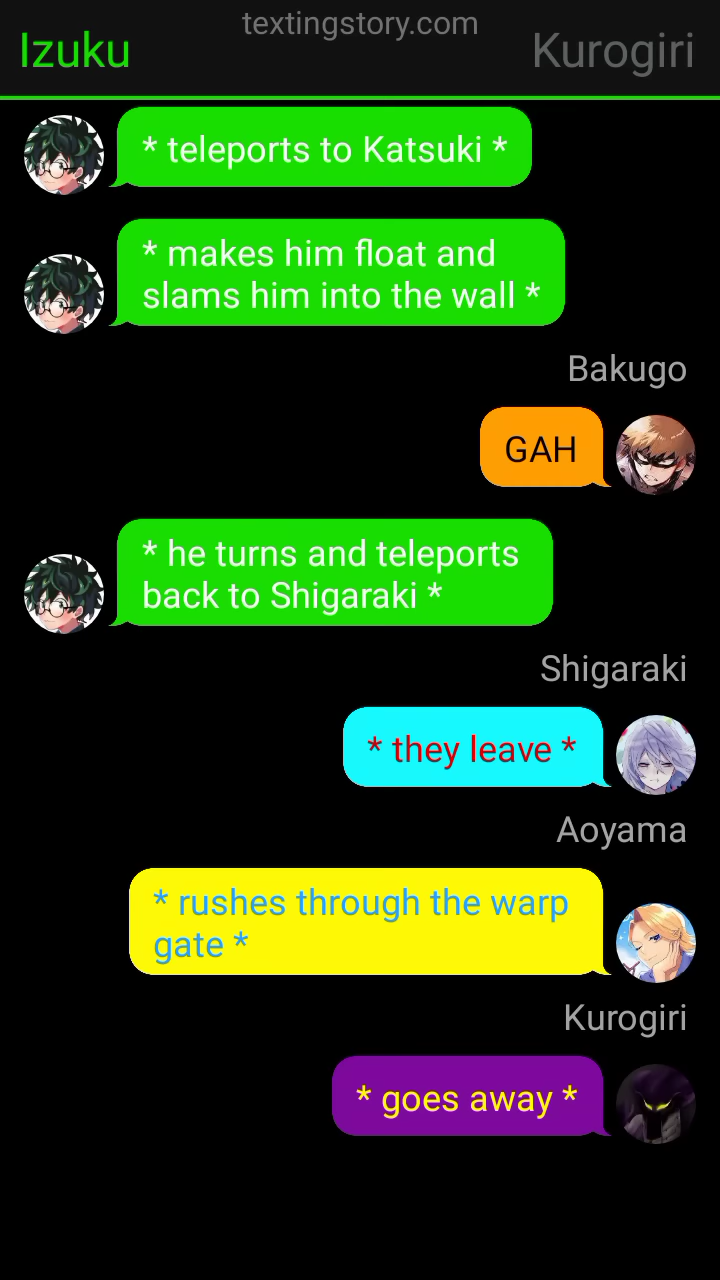 textingstory.com
Izuku
Kurogiri
* teleports to Katsuki *
* makes him float and
slams him into the wall *
Bakugo
GAH
* he turns and teleports
back to Shigaraki *
Shigaraki
* they leave *
Aoyama
* rushes through the warp
gate *
Kurogiri
* goes away *